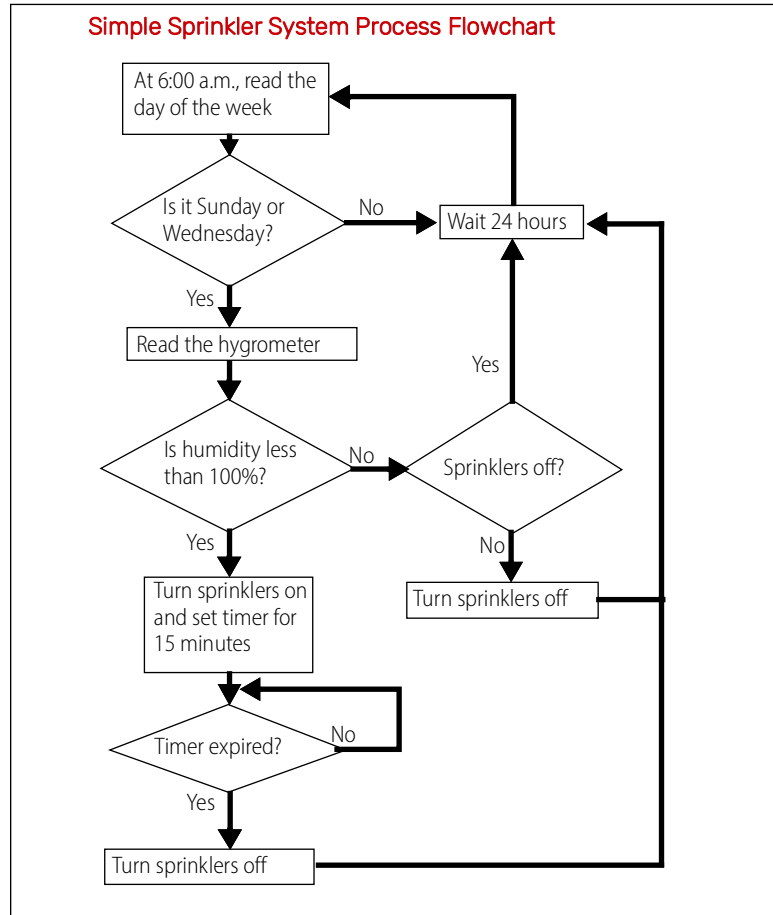 Simple Sprinkler System Process Flowchart
At 6:00 a.m., read the
day of the week
Is it Sunday or
Wednesday?
No
Wait 24 hours
Yes
Read the hygrometer
Yes
Is humidity less
than 100%?
No
Sprinklers off?
Yes
No
Turn sprinklers on
and set timer for
15 minutes
Turn sprinklers off
Timer expired?
No
Yes
Turn sprinklers off